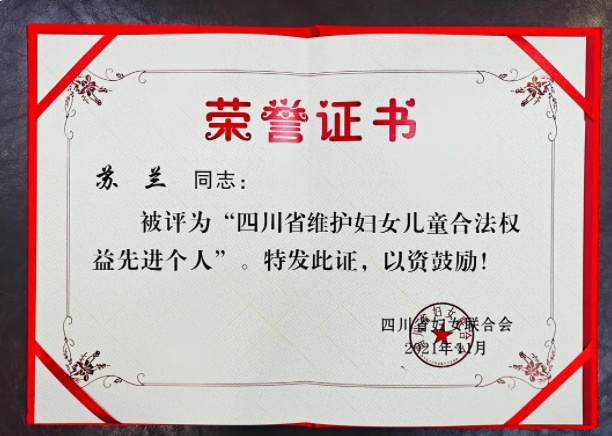 荣誉证书
苏兰 同志：
被评为“四川省维护妇女儿童合法权
益先进个人”。特发此证，以资鼓励！
四川省妇女联合会
2021年11月